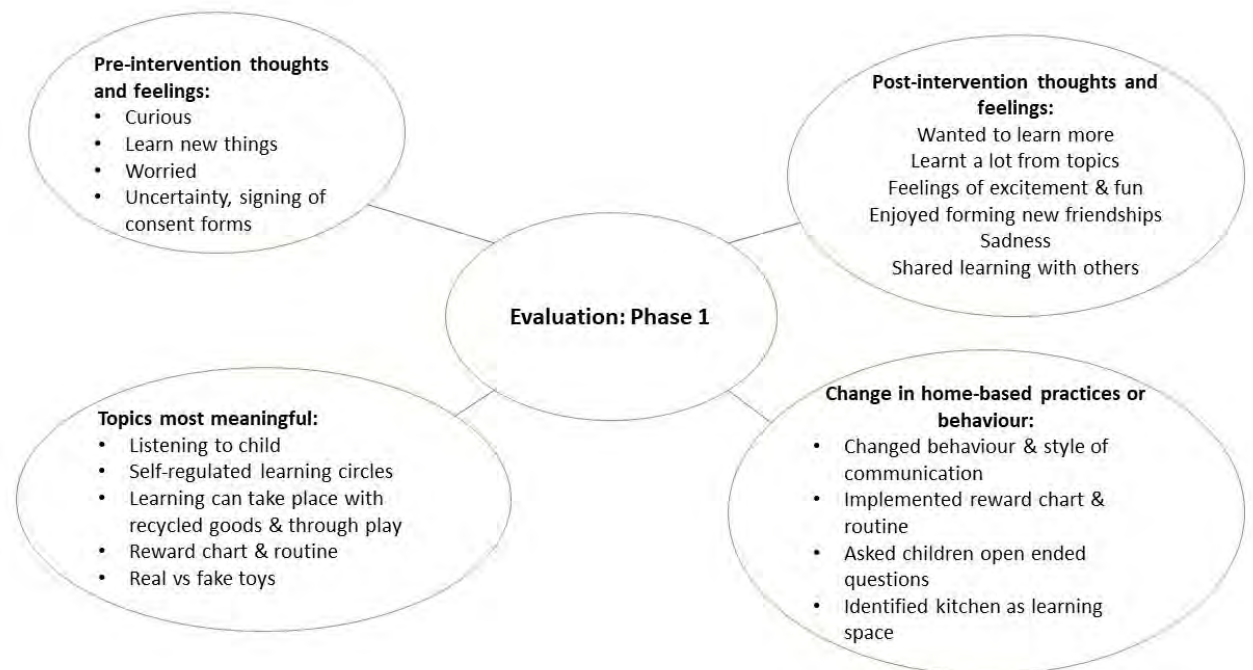 Pre-intervention thoughts
and feelings:
• Curious
• Learn new things
• Worried
• Uncertainty, signing of
consent forms
Post-intervention thoughts and
feelings:
Wanted to learn more
Learnt a lot from topics
Feelings of excitement & fun
Enjoyed forming new friendships
Sadness
Shared learning with others
Evaluation: Phase 1
Topics most meaningful:
• Listening to child
• Self-regulated learning circles
• Learning can take place with
recycled goods & through play
• Reward chart & routine
• Real vs fake toys
Change in home-based practices or
behaviour:
• Changed behaviour & style of
communication
• Implemented reward chart &
routine
• Asked children open ended
questions
• Identified kitchen as learning
space